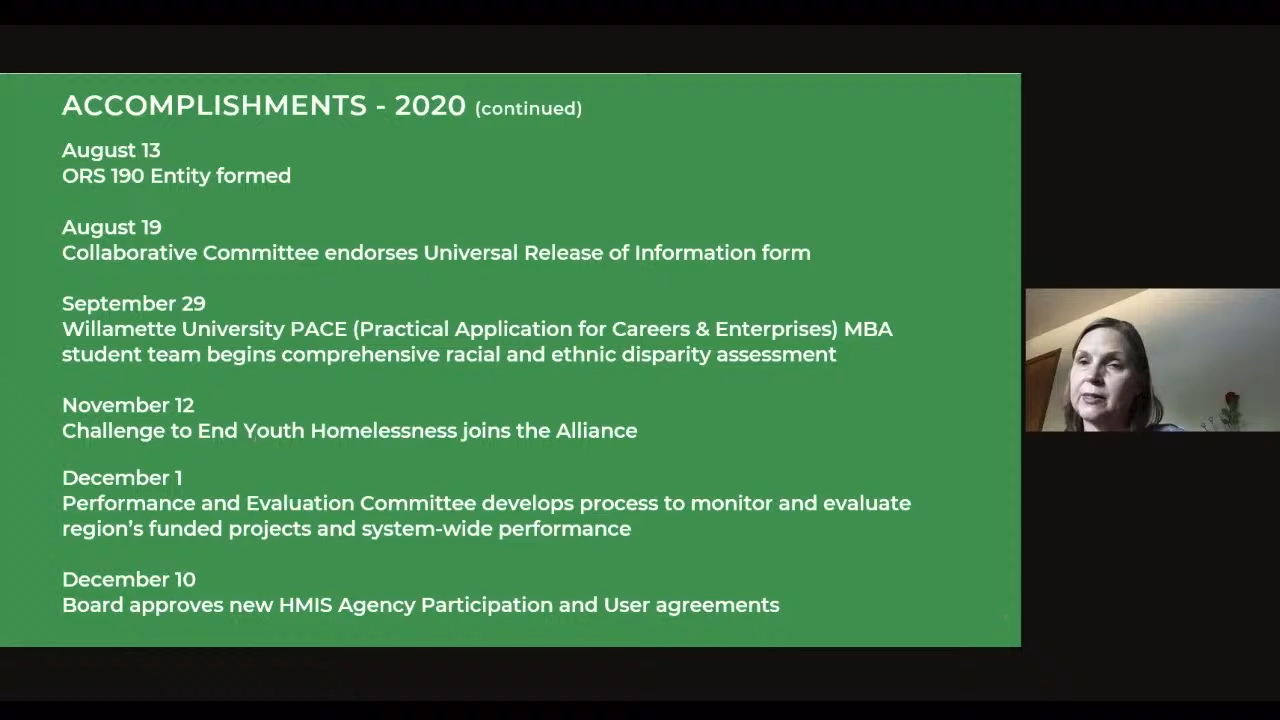 ACCOMPLISHMENTS - 2020 (continued)
August 13
ORS 190 Entity formed
August 19
Collaborative Committee endorses Universal Release of Information form
September 29
Willamette University PACE (Practical Application for Careers & Enterprises) MBA
student team begins comprehensive racial and ethnic disparity assessment
November 12
Challenge to End Youth Homelessness joins the Alliance
December 1
Performance and Evaluation Committee develops process to monitor and evaluate
region's funded projects and system-wide performance
December 10
Board approves new HMIS Agency Participation and User agreements